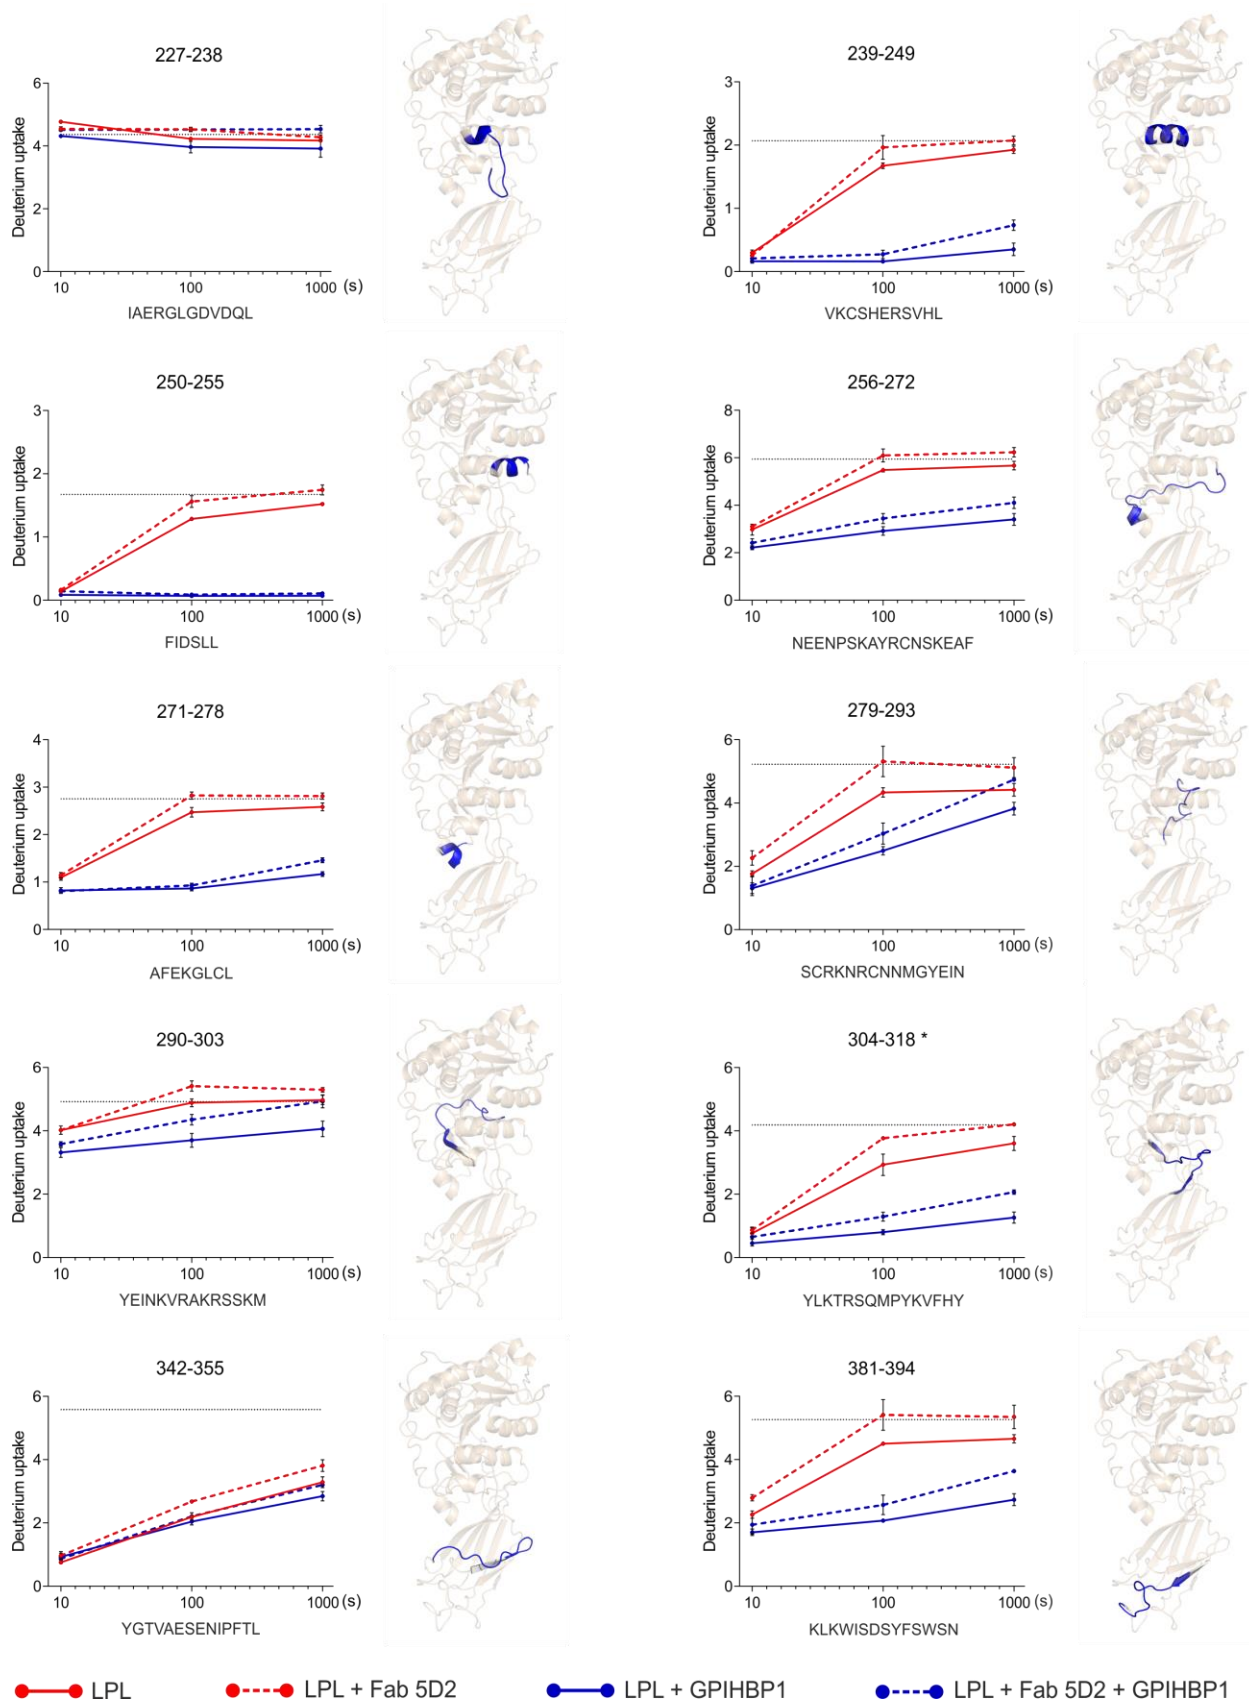 227-238
6
4
2
0
Deuterium uptake
10 100 1000 (s)
IAERGLGDVDQL
239-249
3
2
1
0
Deuterium uptake
10 100 1000 (s)
VKCSHERSVHL
250-255
3
2
1
0
Deuterium uptake
10 100 1000 (s)
FIDSLL
256-272
8
6
4
2
0
Deuterium uptake
10 100 1000 (s)
NEENPSKAYRCNSKEAF
271-278
4
3
2
1
0
Deuterium uptake
10 100 1000 (s)
AFEKGLCL
279-293
6
4
2
0
Deuterium uptake
10 100 1000 (s)
SCRKNRCNNMGYEIN
290-303
6
4
2
0
Deuterium uptake
10 100 1000 (s)
YEINKVRAKRSSKM
304-318 *
6
4
2
0
Deuterium uptake
10 100 1000 (s)
YLKTRSQMPYKVFHY
342-355
6
4
2
0
Deuterium uptake
10 100 1000 (s)
YGTVAESENIPFTL
381-394
6
4
2
0
Deuterium uptake
10 100 1000 (s)
KLKWISDSYFSWSN
LPL LPL + Fab 5D2 LPL + GPIHBP1 LPL + Fab 5D2 + GPIHBP1